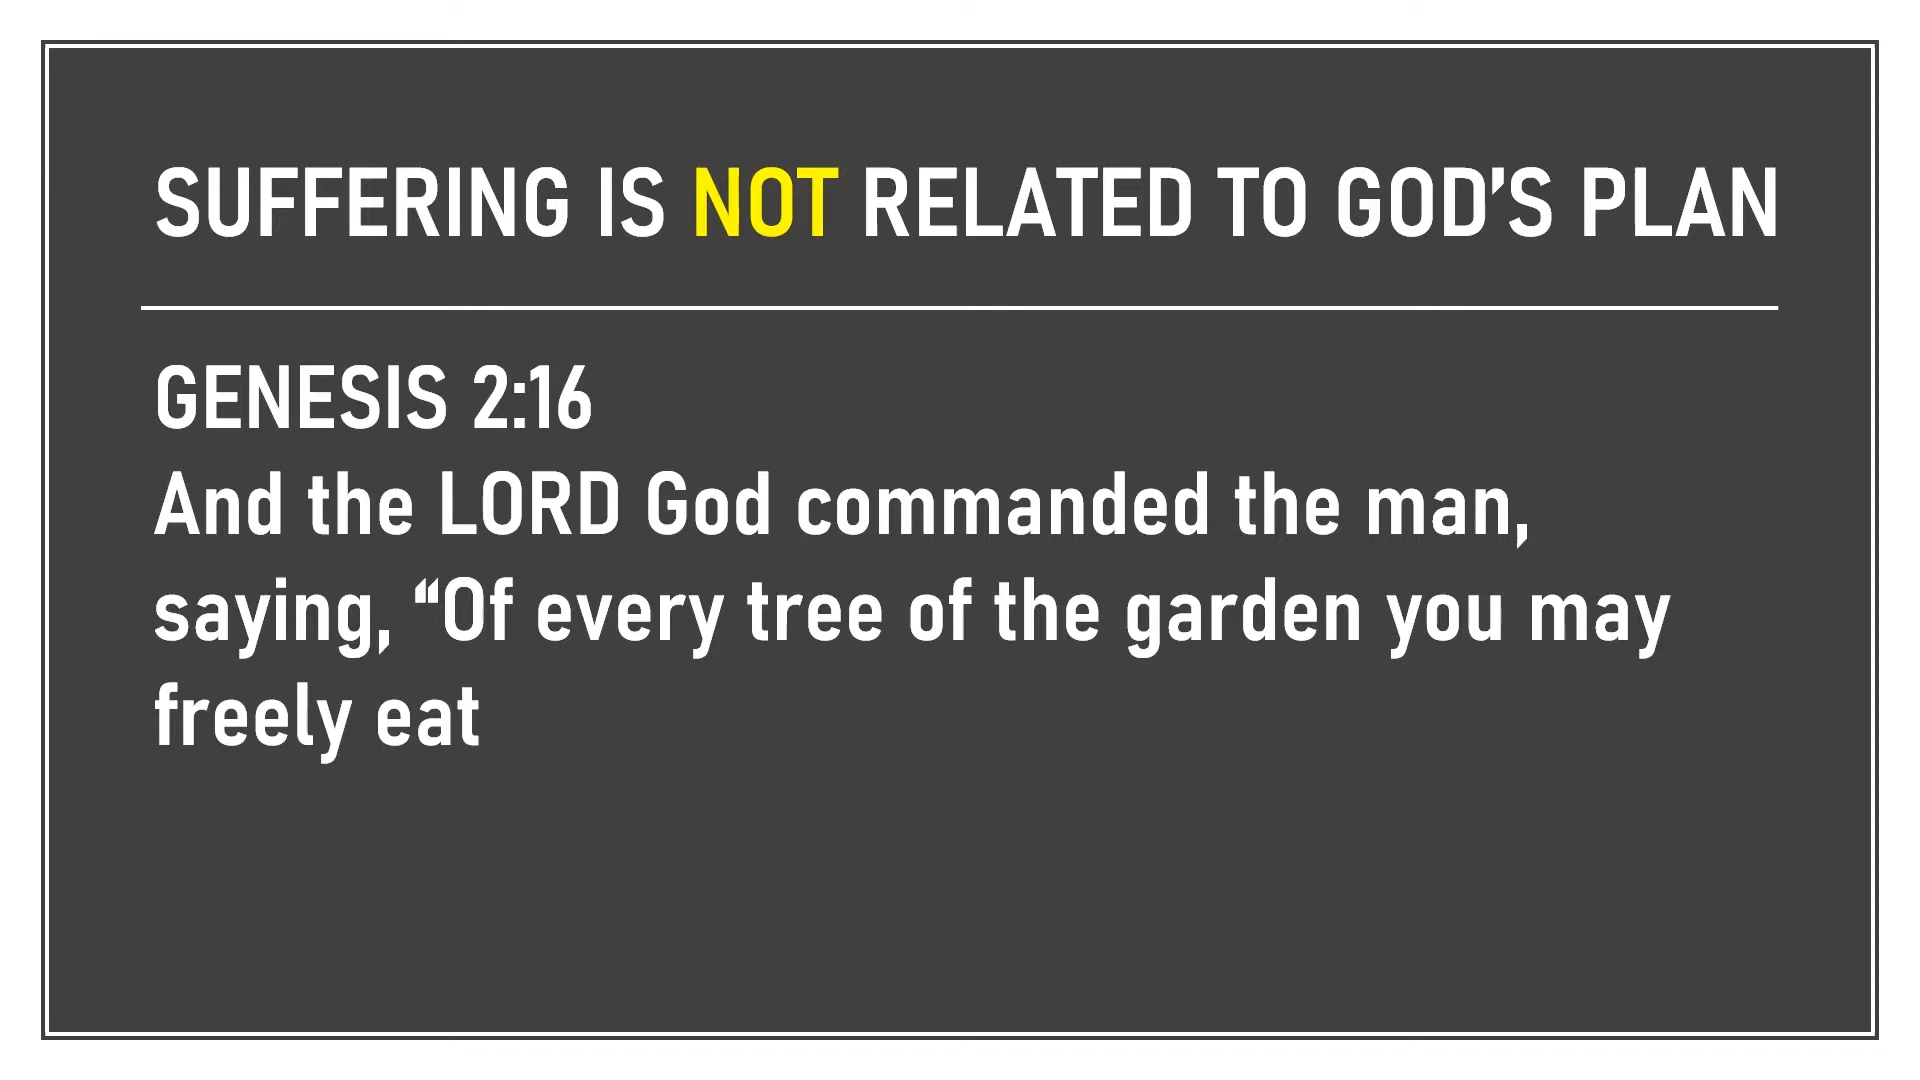 SUFFERING IS NOT RELATED TO GOD’S PLAN
GENESIS 2:16
And the LORD God commanded the man,
saying, “Of every tree of the garden you may
freely eat